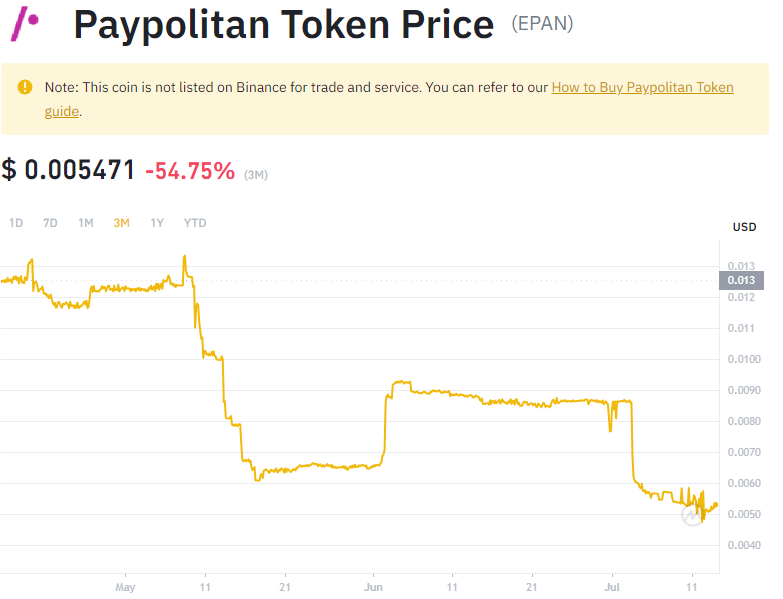 Paypolitan Token Price (EPAN)
Note: This coin is not listed on Binance for trade and service. You can refer to our How to Buy Paypolitan Token
guide.
$ 0.005471 -54.75% (3M)
1D 7D 1M 3M 1Y YTD
USD
0.013
0.013
0.012
0.011
0.0100
0.0090
0.0080
0.0070
0.0060
0.0050
0.0040
May 11 21 Jun 11 21 Jul 11